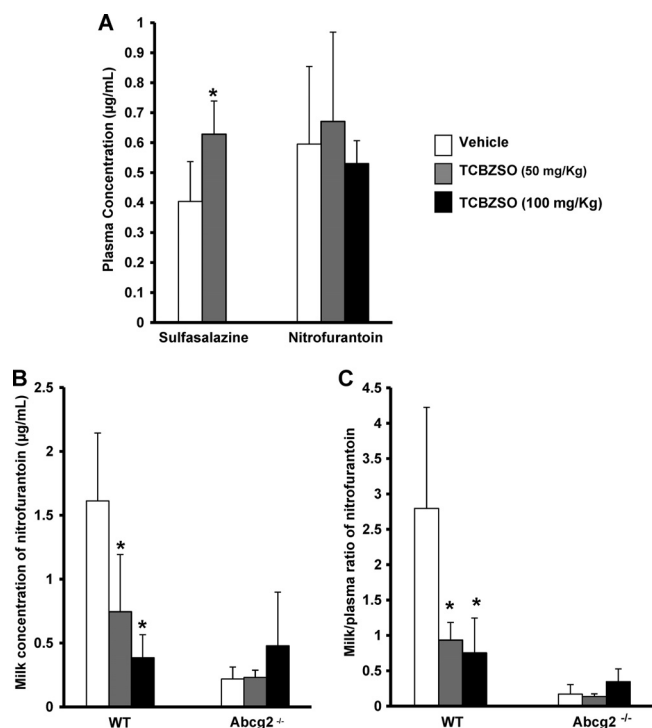 A
Plasma Concentration (µg/mL)
1
0.9
0.8
0.7
0.6
0.5
0.4
0.3
0.2
0.1
0
*
Sulfasalazine
Nitrofurantoin
Vehicle
TCBZSO (50 mg/Kg)
TCBZSO (100 mg/Kg)
B
Milk concentration of nitrofurantoin (µg/mL)
2.5
2
1.5
1
0.5
0
*
*
WT
Abcg2 -/-
C
Milk/plasma ratio of nitrofurantoin
4.5
4
3.5
3
2.5
2
1.5
1
0.5
0
*
*
WT
Abcg2 -/-